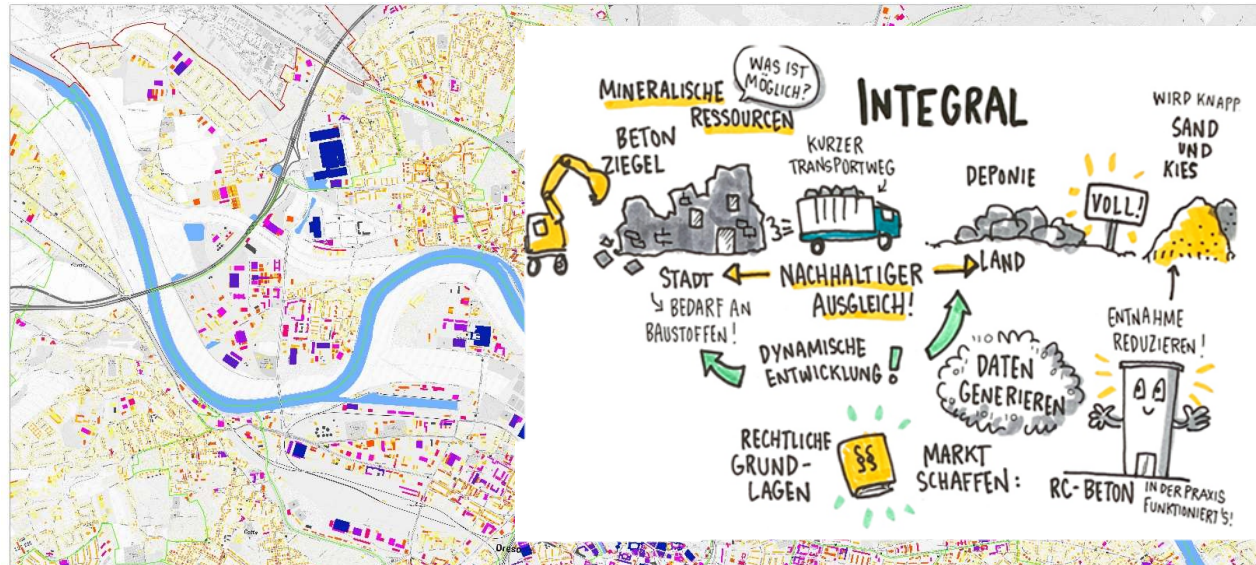 MINERALISCHE
RESSOURCEN
WAS IST
MÖGLICH?
INTEGRAL
BETON
ZIEGEL
KURZER
TRANSPORTWEG
DEPONIE
VOLL!
WIRD KNAPP
SAND
UND
KIES
STADT
NACHHALTIGER
AUSGLEICH!
LAND
BEDARF AN
BAUSTOFFEN!
DYNAMISCHE
ENTWICKLUNG!
DATEN
GENERIEREN
ENTNAHME
REDUZIEREN!
RECHTLICHE
GRUND-
LAGEN
§§
MARKT
SCHAFFEN:
RC-BETON
IN DER PRAXIS
FUNKTIONIERT'S!